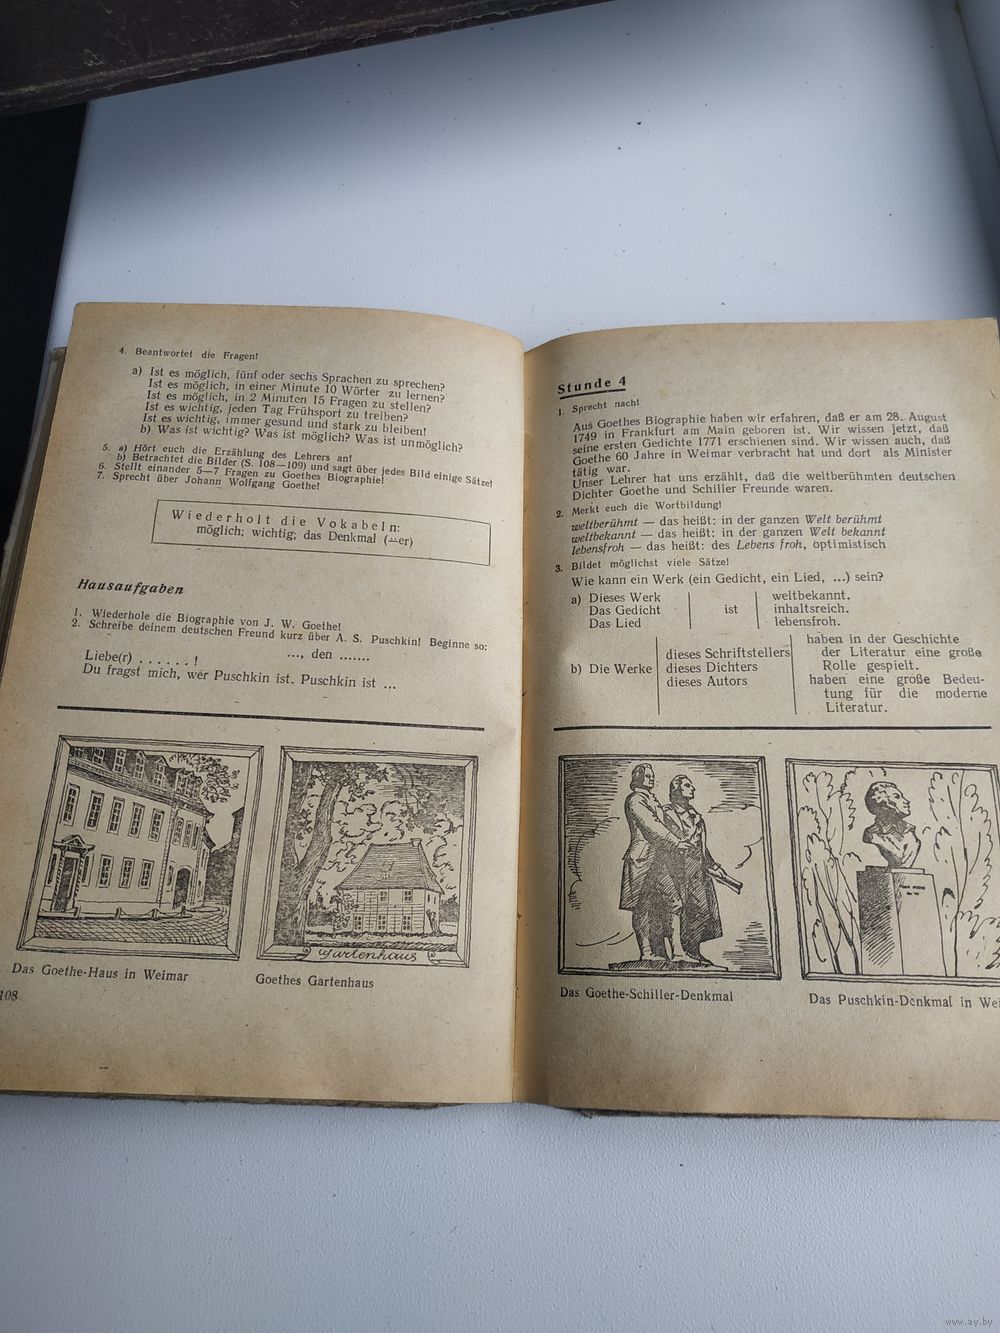 4. Beantwortet die Fragen!
a) Ist es möglich, fünf oder sechs Sprachen zu sprechen?
Ist es möglich, in einer Minute 10 Wörter zu lernen?
Ist es möglich, in 2 Minuten 15 Fragen zu stellen?
Ist es wichtig, jeden Tag Frühsport zu treiben?
Ist es wichtig, immer gesund und stark zu bleiben!
b) Was ist wichtig? Was ist möglich? Was ist unmöglich?
5. a) Hört euch die Erzählung des Lehrers an!
b) Betrachtet die Bilder (S. 108—109) und sagt über jedes Bild einige Sätze!
6. Stellt einander 5—7 Fragen zu Goethes Biographie!
7. Sprecht über Johann Wolfgang Goethe!
Wiederholt die Vokabeln:
möglich; wichtig; das Denkmal (⸚er)
Hausaufgaben
1. Wiederhole die Biographie von J. W. Goethe!
2. Schreibe deinem deutschen Freund kurz über A. S. Puschkin! Beginne so:
..., den .......
Liebe(r) . . . . . . !
Du fragst mich, wer Puschkin ist. Puschkin ist ...
Gartenhaus
Das Goethe-Haus in Weimar
Goethes Gartenhaus
108
Stunde 4
1. Sprecht nach!
Aus Goethes Biographie haben wir erfahren, daß er am 28. August
1749 in Frankfurt am Main geboren ist. Wir wissen jetzt, daß
seine ersten Gedichte 1771 erschienen sind. Wir wissen auch, daß
Goethe 60 Jahre in Weimar verbracht hat und dort als Minister
tätig war.
Unser Lehrer hat uns erzählt, daß die weltberühmten deutschen
Dichter Goethe und Schiller Freunde waren.
2. Merkt euch die Wortbildung!
weltberühmt — das heißt: in der ganzen Welt berühmt
weltbekannt — das heißt: in der ganzen Welt bekannt
lebensfroh — das heißt: des Lebens froh, optimistisch
3. Bildet möglichst viele Sätze!
Wie kann ein Werk (ein Gedicht, ein Lied, ...) sein?
a) Dieses Werk weltbekannt.
Das Gedicht ist inhaltsreich.
Das Lied lebensfroh.
haben in der Geschichte
dieses Schriftstellers der Literatur eine große
b) Die Werke dieses Dichters Rolle gespielt.
dieses Autors haben eine große Bedeu-
tung für die moderne
Literatur.
Das Goethe-Schiller-Denkmal
Das Puschkin-Denkmal in Wei
www.ay.by